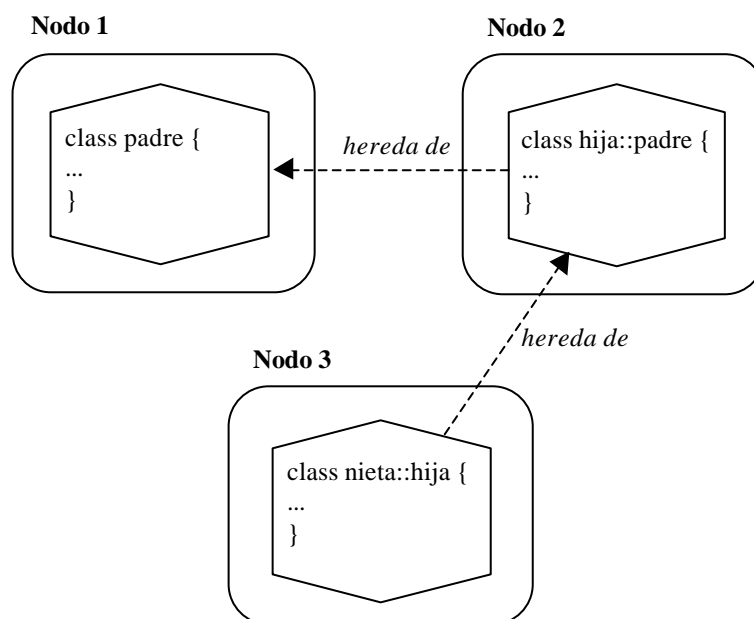 Nodo 1
class padre {
...
}
hereda de
Nodo 2
class hija::padre {
...
}
hereda de
Nodo 3
class nieta::hija {
...
}